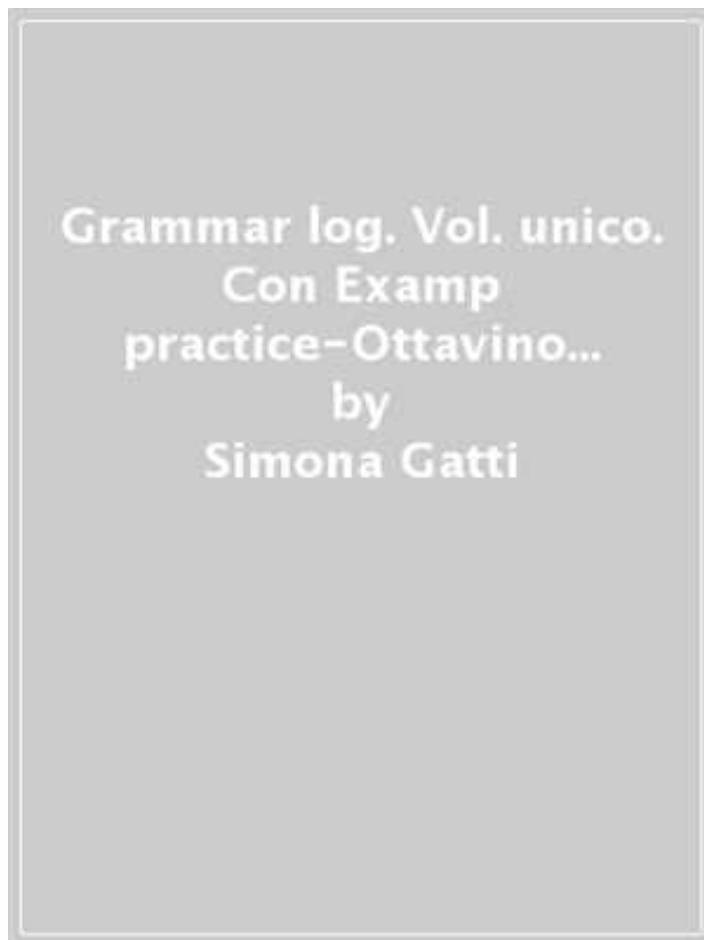 Grammar log. Vol. unico.
Con Examp
practice-Ottavino...
by
Simona Gatti